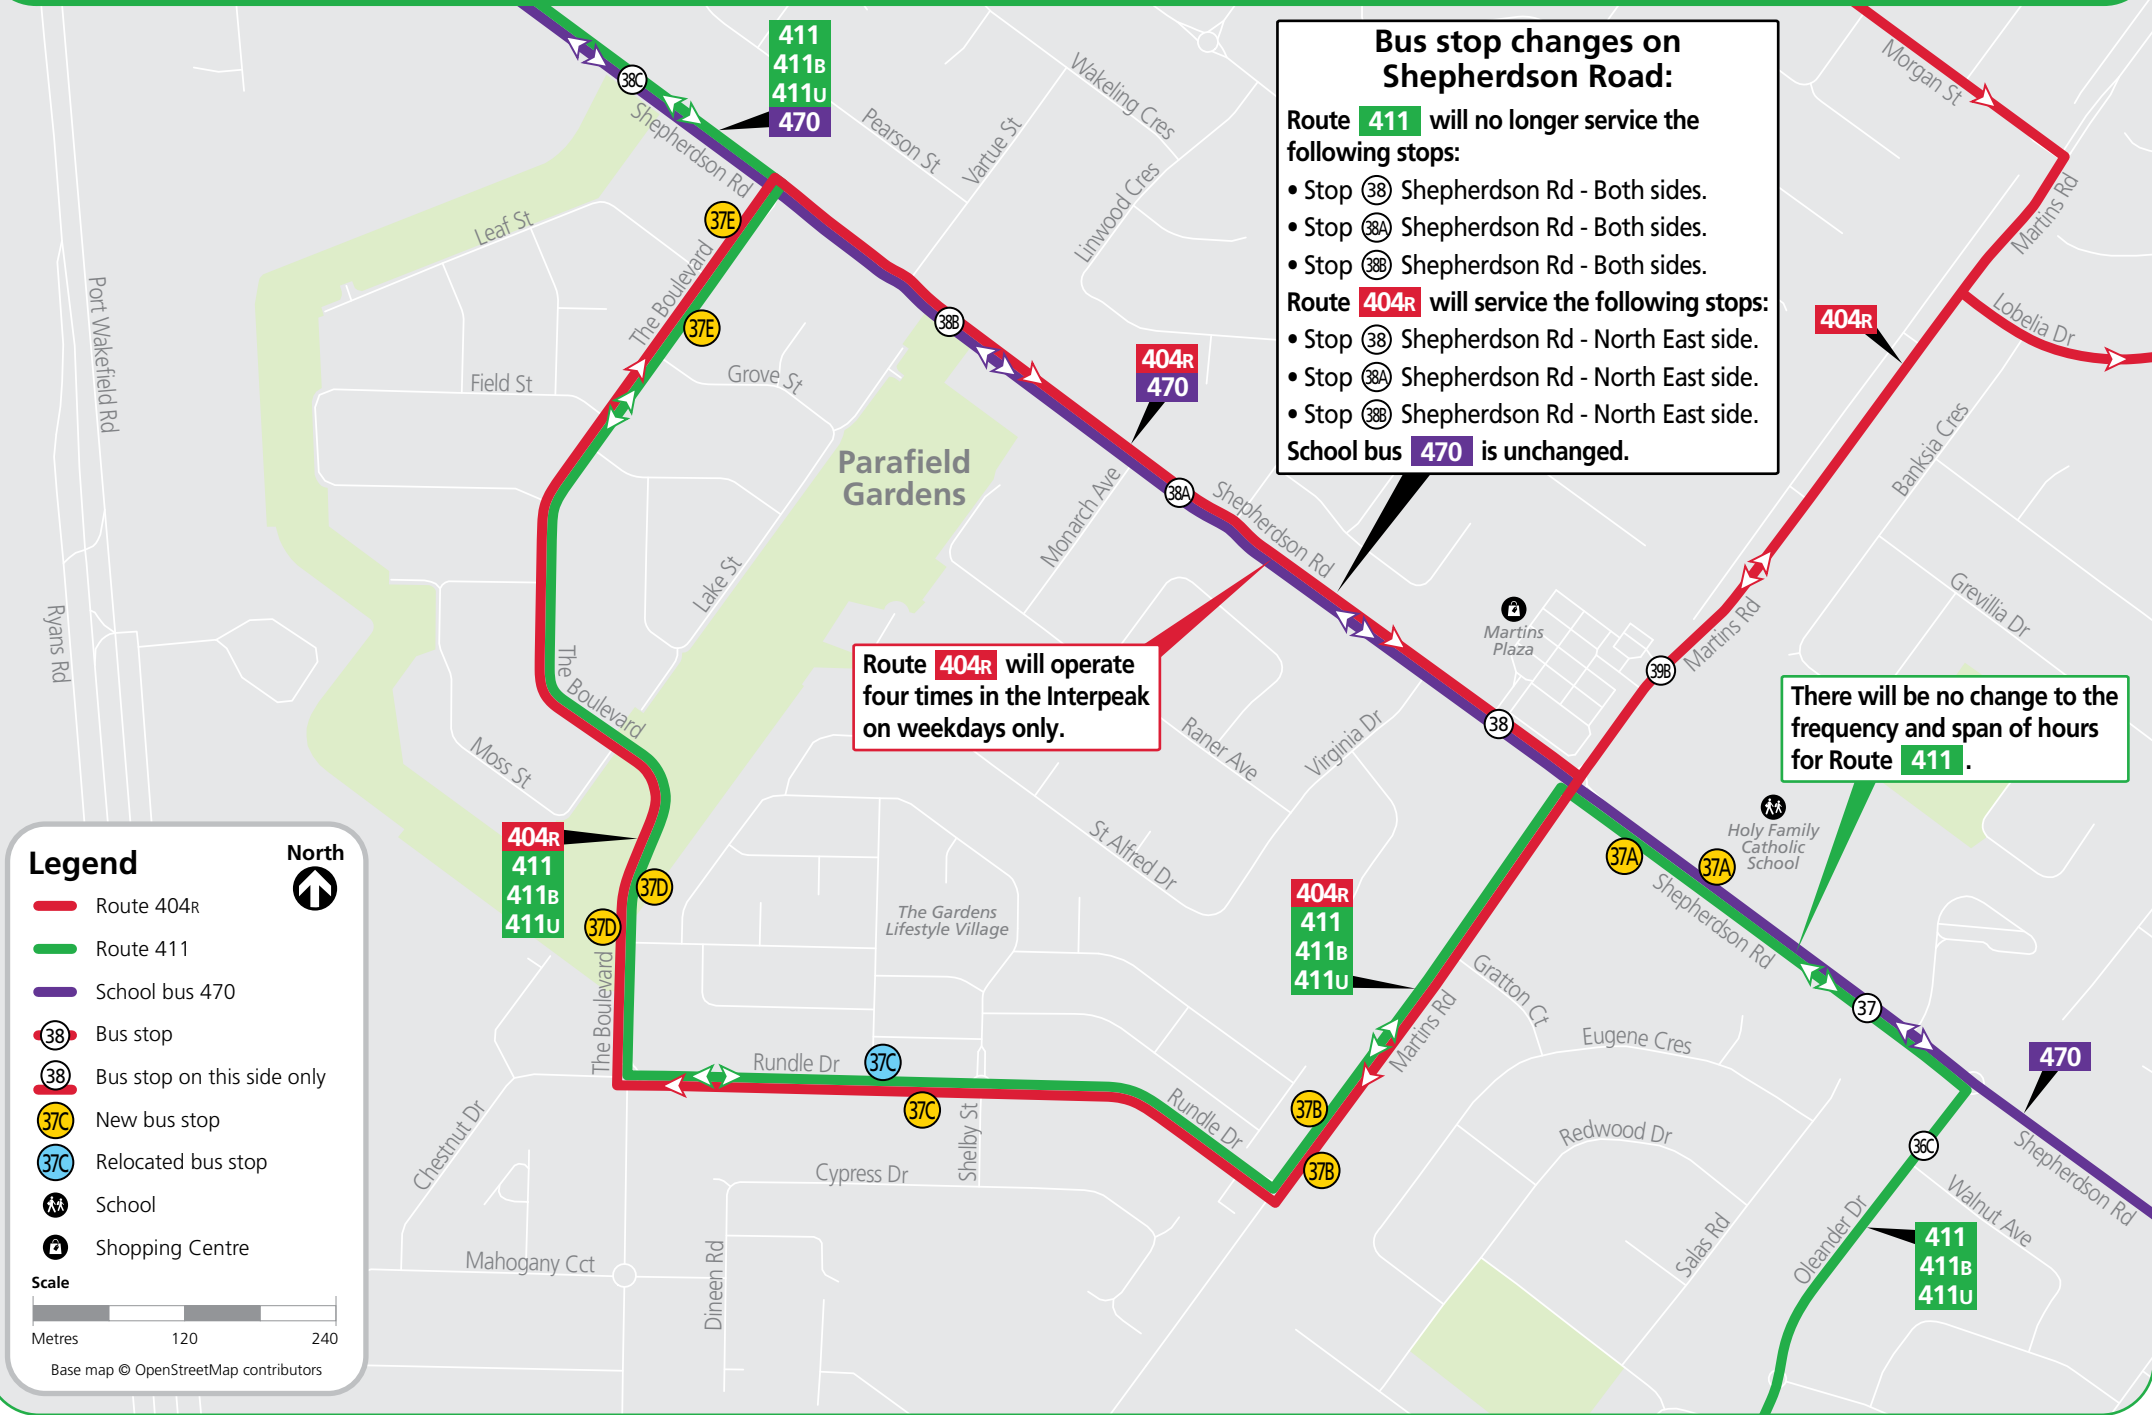 Bus stop changes on
Shepherdson Road:
Route 411 will no longer service the
following stops:
• Stop 38 Shepherdson Rd - Both sides.
• Stop 38A Shepherdson Rd - Both sides.
• Stop 38B Shepherdson Rd - Both sides.
Route 404R will service the following stops:
• Stop 38 Shepherdson Rd - North East side.
• Stop 38A Shepherdson Rd - North East side.
• Stop 38B Shepherdson Rd - North East side.
School bus 470 is unchanged.
411
411B
411U
470
38C
Shepherdson Rd
Pearson St
Vartue St
Wakeling Cres
Linwood Cres
Morgan St
Martins Rd
Lobelia Dr
404R
Banksia Cres
Grevillia Dr
Leaf St
37E
The Boulevard
37E
Port Wakefield Rd
Field St
Grove St
38B
404R
470
Parafield
Gardens
Monarch Ave
38A
Shepherdson Rd
Lake St
Ryans Rd
The Boulevard
Moss St
Route 404R will operate
four times in the Interpeak
on weekdays only.
Martins
Plaza
39B
Martins Rd
38
Raner Ave
Virginia Dr
There will be no change to the
frequency and span of hours
for Route 411 .
Holy Family
Catholic
School
37A
37A
Shepherdson Rd
St Alfred Dr
404R
411
411B
411U
37D
37D
The Boulevard
The Gardens
Lifestyle Village
404R
411
411B
411U
Gratton Ct
Martins Rd
Eugene Cres
37
470
Rundle Dr
37C
37C
Rundle Dr
37B
37B
Shelby St
Cypress Dr
Chestnut Dr
Redwood Dr
36C
Shepherdson Rd
Walnut Ave
Oleander Dr
Salas Rd
411
411B
411U
Mahogany Cct
Dineen Rd
Legend
North
Route 404R
Route 411
School bus 470
38 Bus stop
38 Bus stop on this side only
37C New bus stop
37C Relocated bus stop
School
Shopping Centre
Scale
Metres 120 240
Base map © OpenStreetMap contributors